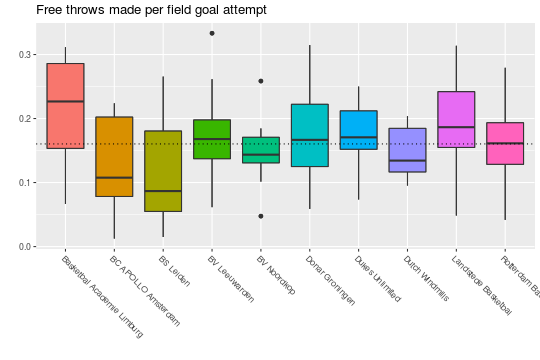 Free throws made per field goal attempt
0.3
0.2
0.1
0.0
Basketbal Academie Limburg
BC APOLLO Amsterdam
BS Leiden
BV Leeuwarden
BV Noordkop
Donar Groningen
Dukes Unlimited
Dutch Windmills
Landstede Basketbal
Rotterdam Bas